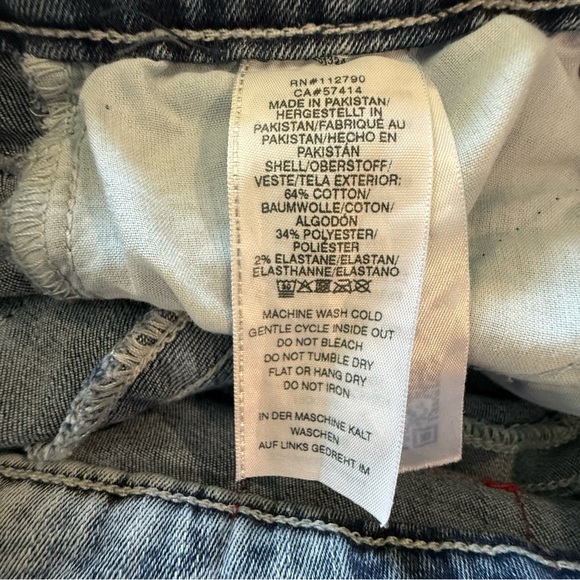 RN#112790
CA#57414
MADE IN PAKISTAN/
HERGESTELLT IN
PAKISTAN/FABRIQUÉ AU
PAKISTAN/HECHO EN
PAKISTÁN
SHELL/OBERSTOFF/
VESTE/TELA EXTERIOR:
64% COTTON/
BAUMWOLLE/COTON/
ALGODÓN
34% POLYESTER/
POLIÉSTER
2% ELASTANE/ELASTAN/
ELASTHANNE/ELASTANO
MACHINE WASH COLD
GENTLE CYCLE INSIDE OUT
DO NOT BLEACH
DO NOT TUMBLE DRY
FLAT OR HANG DRY
DO NOT IRON
IN DER MASCHINE KALT
WASCHEN
AUF LINKS GEDREHT IM